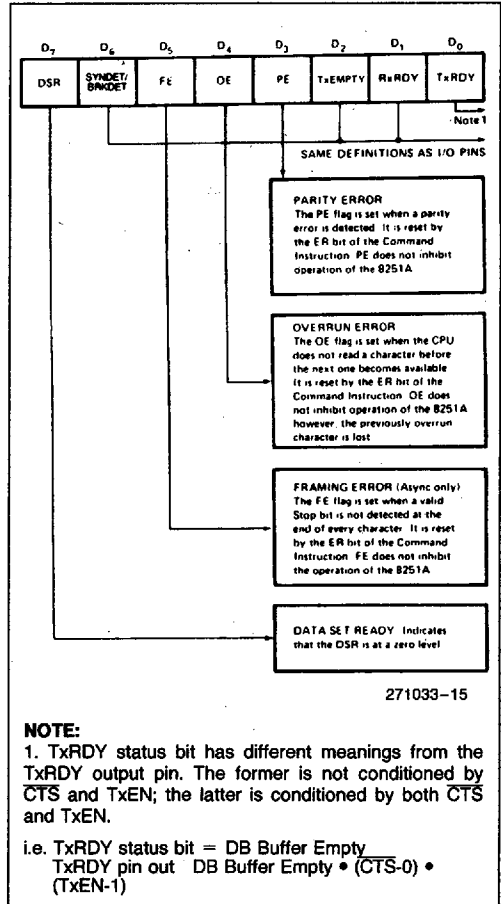 D7 D6 D5 D4 D3 D2 D1 D0
DSR SYNDET/ FE OE PE TxEMPTY RxRDY TxRDY
BRKDET
Note 1
SAME DEFINITIONS AS I/O PINS
PARITY ERROR
The PE flag is set when a parity
error is detected It is reset by
the ER bit of the Command
Instruction PE does not inhibit
operation of the 8251A
OVERRUN ERROR
The OE flag is set when the CPU
does not read a character before
the next one becomes available
It is reset by the ER bit of the
Command Instruction OE does
not inhibit operation of the 8251A
however, the previously overrun
character is lost
FRAMING ERROR (Async only)
The FE flag is set when a valid
Stop bit is not detected at the
end of every character It is reset
by the ER bit of the Command
Instruction FE does not inhibit
the operation of the 8251A
DATA SET READY Indicates
that the DSR is at a zero level
271033-15
NOTE:
1. TxRDY status bit has different meanings from the
TxRDY output pin. The former is not conditioned by
CTS and TxEN; the latter is conditioned by both CTS
and TxEN.
i.e. TxRDY status bit = DB Buffer Empty
TxRDY pin out DB Buffer Empty • (CTS-0) •
(TxEN-1)